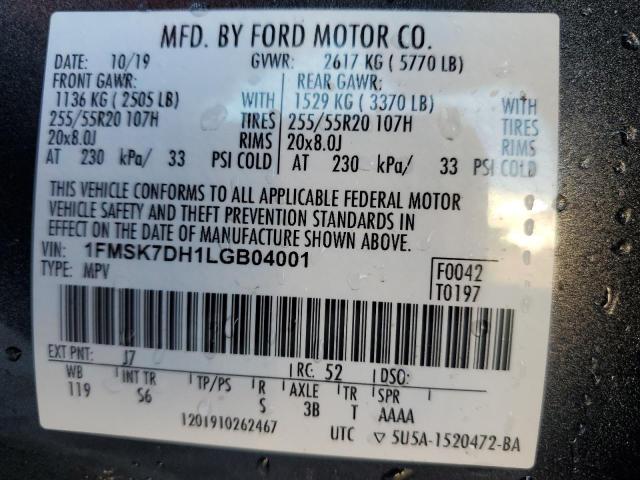 MFD. BY FORD MOTOR CO.
DATE: 10/19 GVWR: 2617 KG ( 5770 LB)
FRONT GAWR: REAR GAWR:
1136 KG ( 2505 LB) WITH 1529 KG ( 3370 LB) WITH
255/55R20 107H TIRES 255/55R20 107H TIRES
20x8.0J RIMS 20x8.0J RIMS
AT 230 kPa/ 33 PSI COLD AT 230 kPa/ 33 PSI COLD
THIS VEHICLE CONFORMS TO ALL APPLICABLE FEDERAL MOTOR
VEHICLE SAFETY AND THEFT PREVENTION STANDARDS IN
EFFECT ON THE DATE OF MANUFACTURE SHOWN ABOVE.
VIN: 1FMSK7DH1LGB04001
TYPE: MPV
F0042
T0197
EXT PNT: J7 RC: 52 DSO:
WB INT TR TP/PS R AXLE TR SPR
119 S6 S 3B T AAAA
1201910262467 UTC ▽ 5U5A-1520472-BA